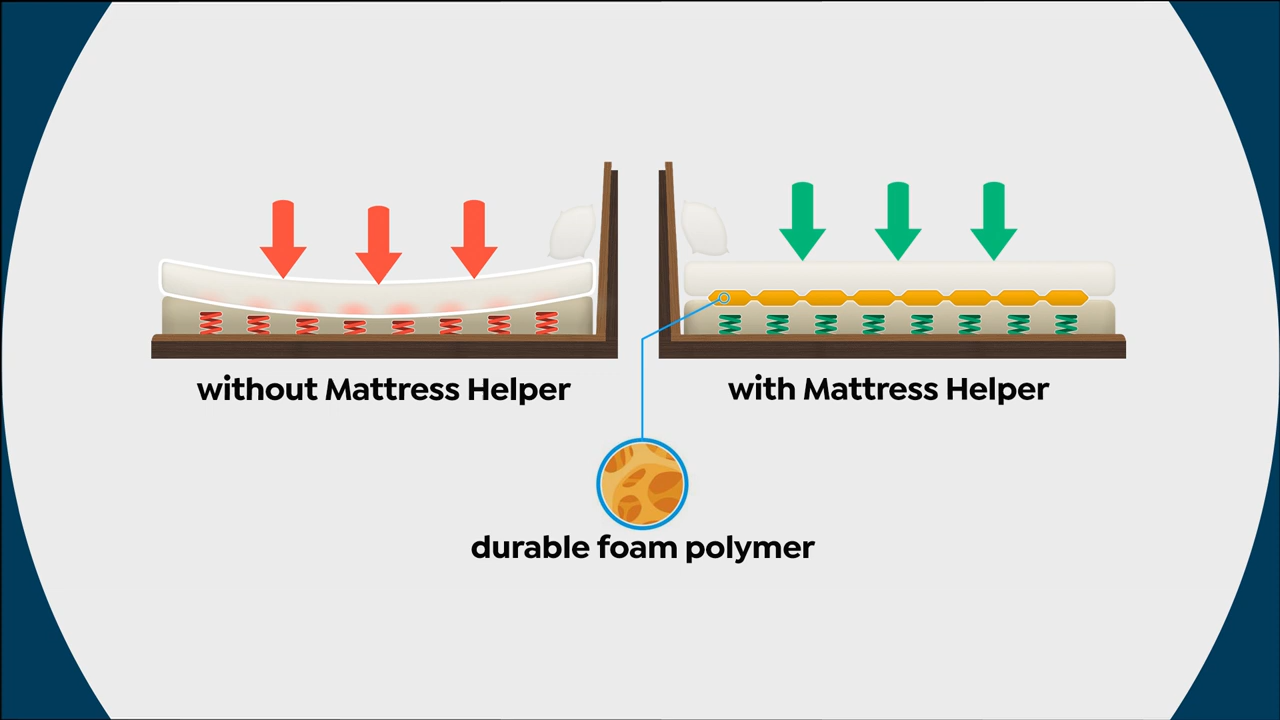 without Mattress Helper
with Mattress Helper
durable foam polymer